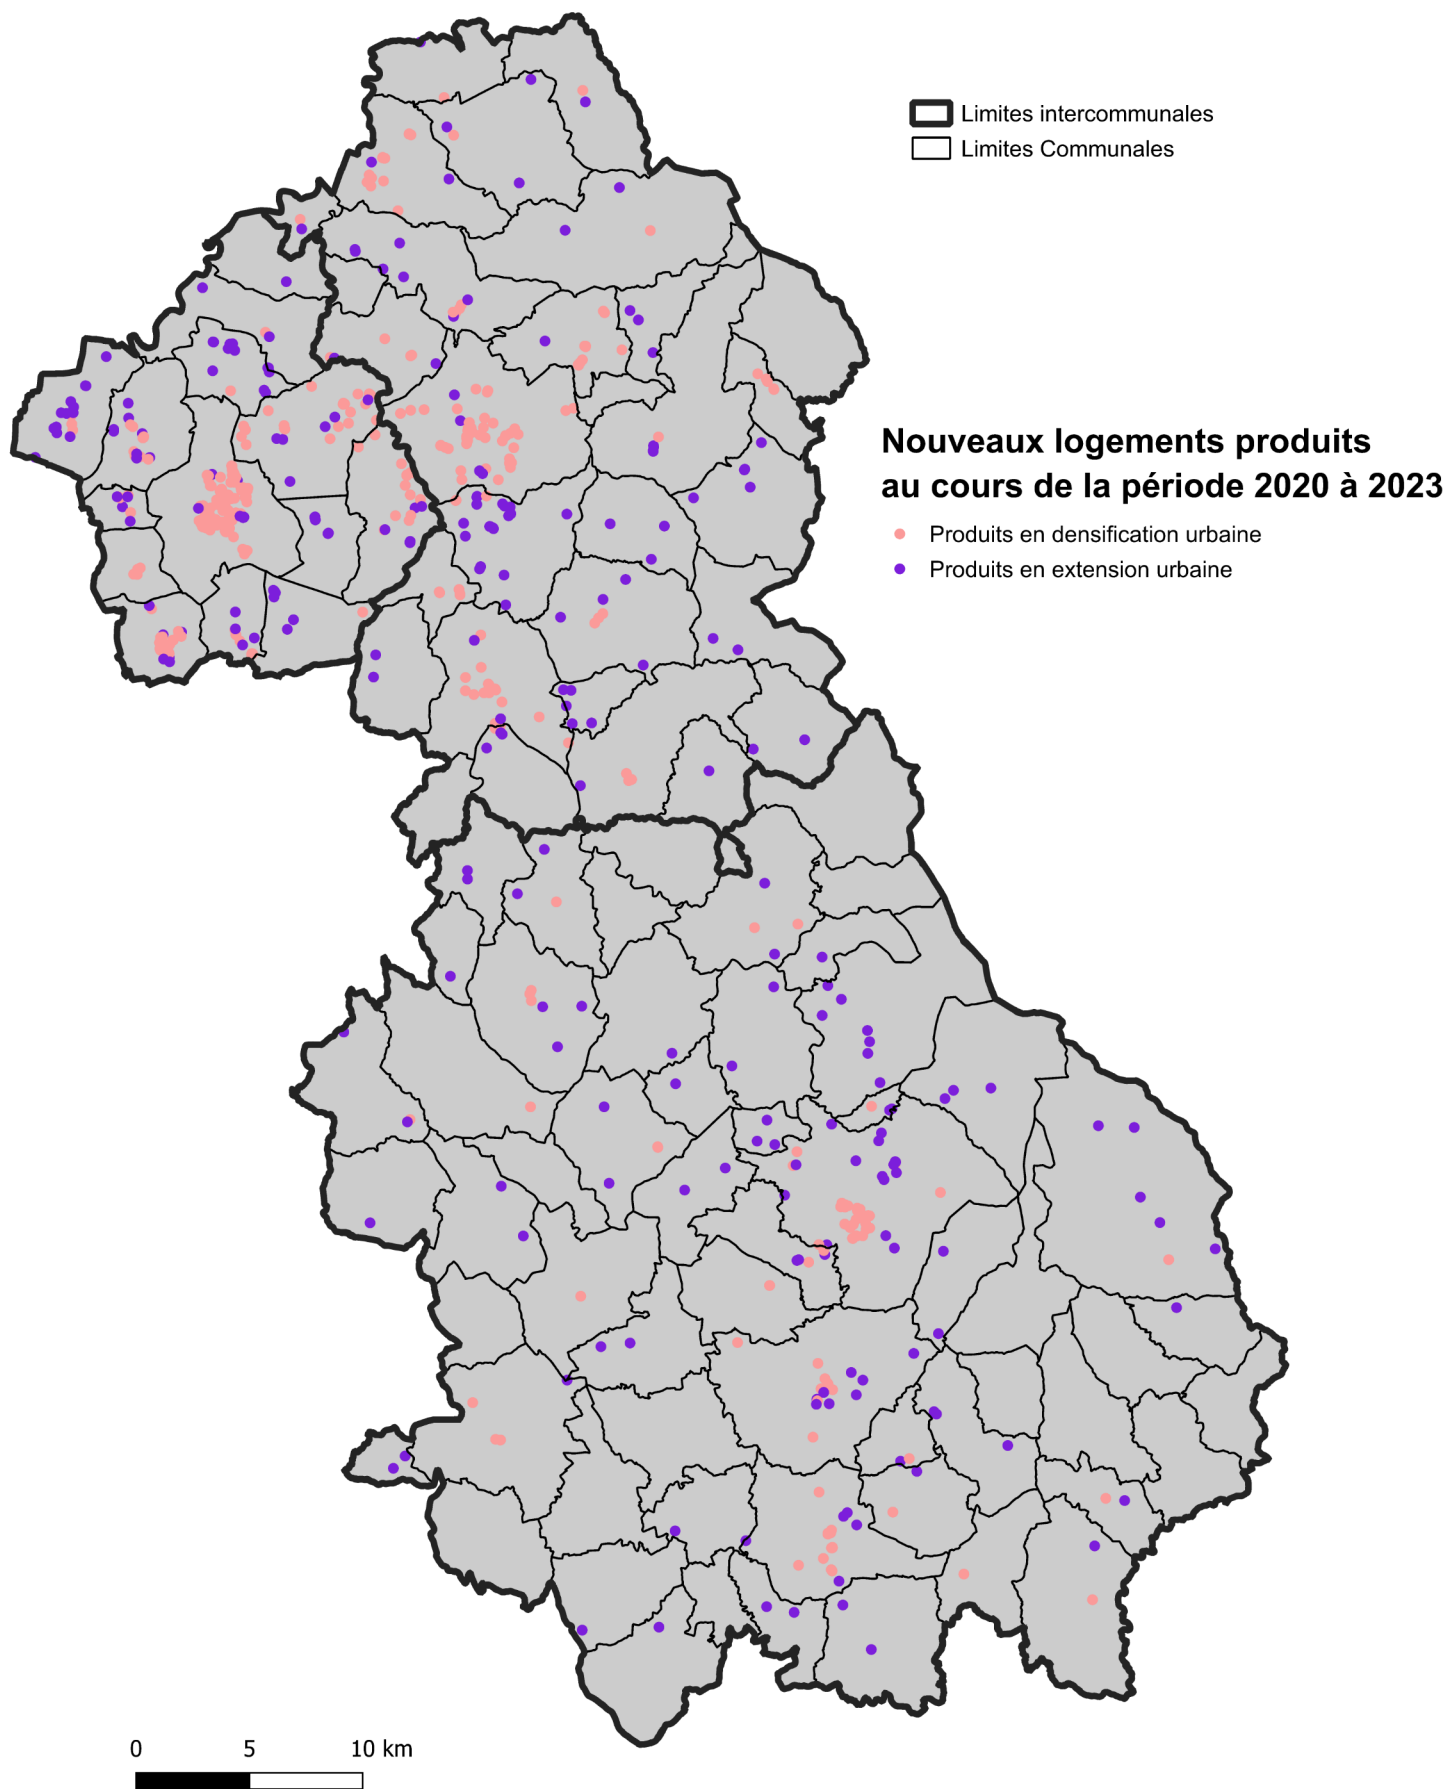 Limites intercommunales
Limites Communales
Nouveaux logements produits
au cours de la période 2020 à 2023
Produits en densification urbaine
Produits en extension urbaine
0 5 10 km